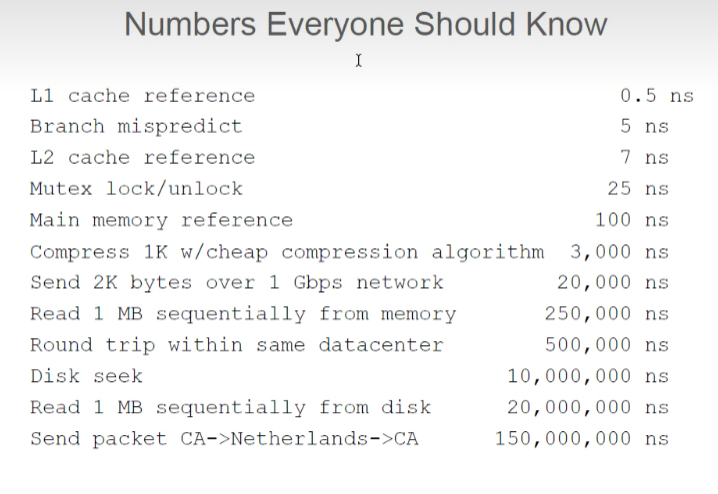 Numbers Everyone Should Know
L1 cache reference 0.5 ns
Branch mispredict 5 ns
L2 cache reference 7 ns
Mutex lock/unlock 25 ns
Main memory reference 100 ns
Compress 1K w/cheap compression algorithm 3,000 ns
Send 2K bytes over 1 Gbps network 20,000 ns
Read 1 MB sequentially from memory 250,000 ns
Round trip within same datacenter 500,000 ns
Disk seek 10,000,000 ns
Read 1 MB sequentially from disk 20,000,000 ns
Send packet CA->Netherlands->CA 150,000,000 ns